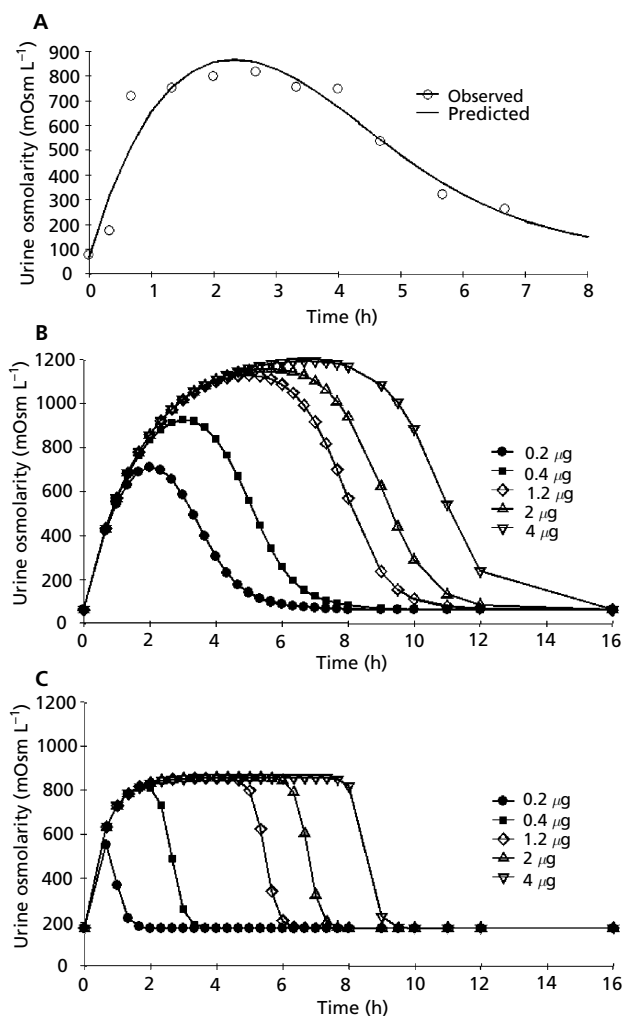 A
900
800
700
600
500
400
300
200
100
0
Urine osmolarity (mOsm L⁻¹)
Observed
Predicted
0 1 2 3 4 5 6 7 8
Time (h)
B
1200
1000
800
600
400
200
0
Urine osmolarity (mOsm L⁻¹)
0.2 μg
0.4 μg
1.2 μg
2 μg
4 μg
0 2 4 6 8 10 12 14 16
Time (h)
C
1200
1000
800
600
400
200
0
Urine osmolarity (mOsm L⁻¹)
0.2 μg
0.4 μg
1.2 μg
2 μg
4 μg
0 2 4 6 8 10 12 14 16
Time (h)